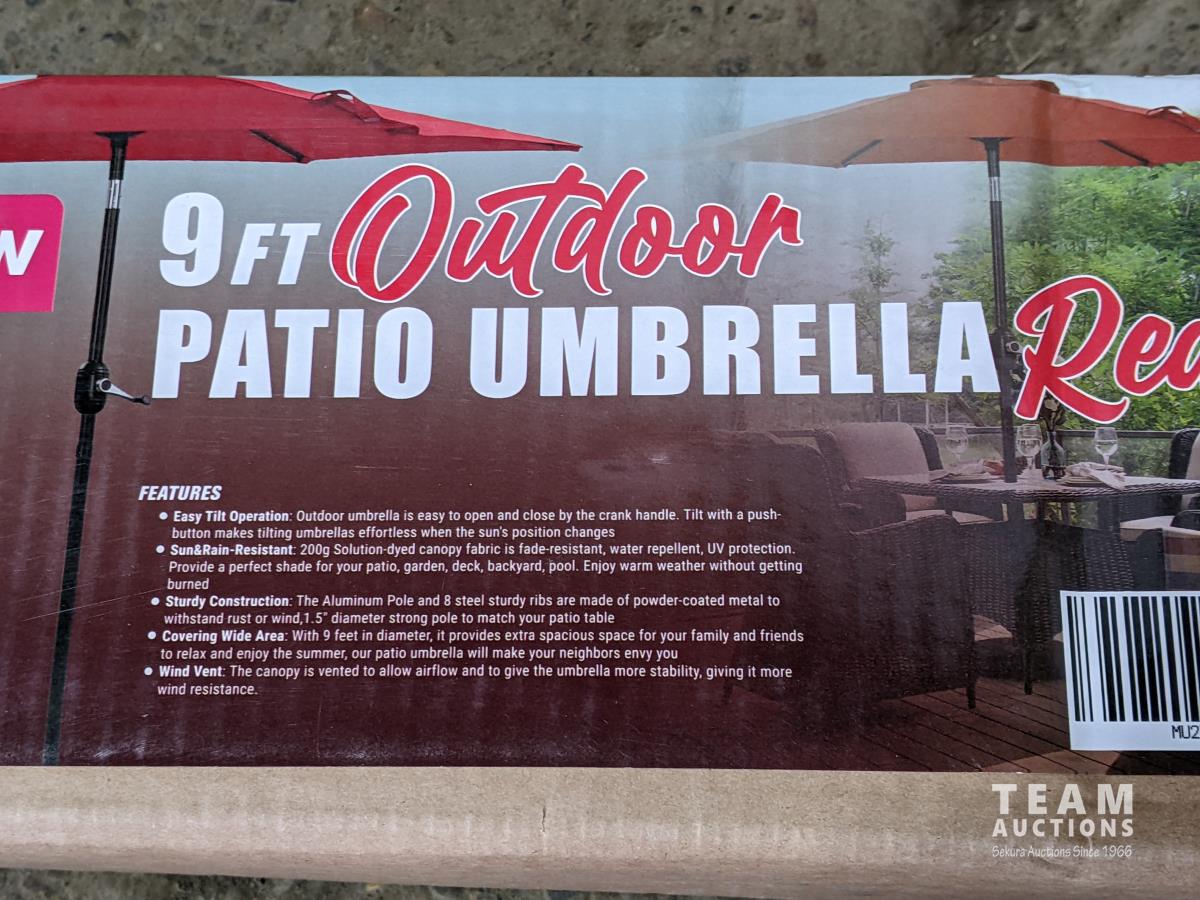 W
9 FT Outdoor
PATIO UMBRELLA Red
FEATURES
• Easy Tilt Operation: Outdoor umbrella is easy to open and close by the crank handle. Tilt with a push-
button makes tilting umbrellas effortless when the sun's position changes
• Sun&Rain-Resistant: 200g Solution-dyed canopy fabric is fade-resistant, water repellent, UV protection.
Provide a perfect shade for your patio, garden, deck, backyard, pool. Enjoy warm weather without getting
burned
• Sturdy Construction: The Aluminum Pole and 8 steel sturdy ribs are made of powder-coated metal to
withstand rust or wind,1.5" diameter strong pole to match your patio table
• Covering Wide Area: With 9 feet in diameter, it provides extra spacious space for your family and friends
to relax and enjoy the summer, our patio umbrella will make your neighbors envy you
• Wind Vent: The canopy is vented to allow airflow and to give the umbrella more stability, giving it more
wind resistance.
MU2
TEAM
AUCTIONS
Sekura Auctions Since 1966